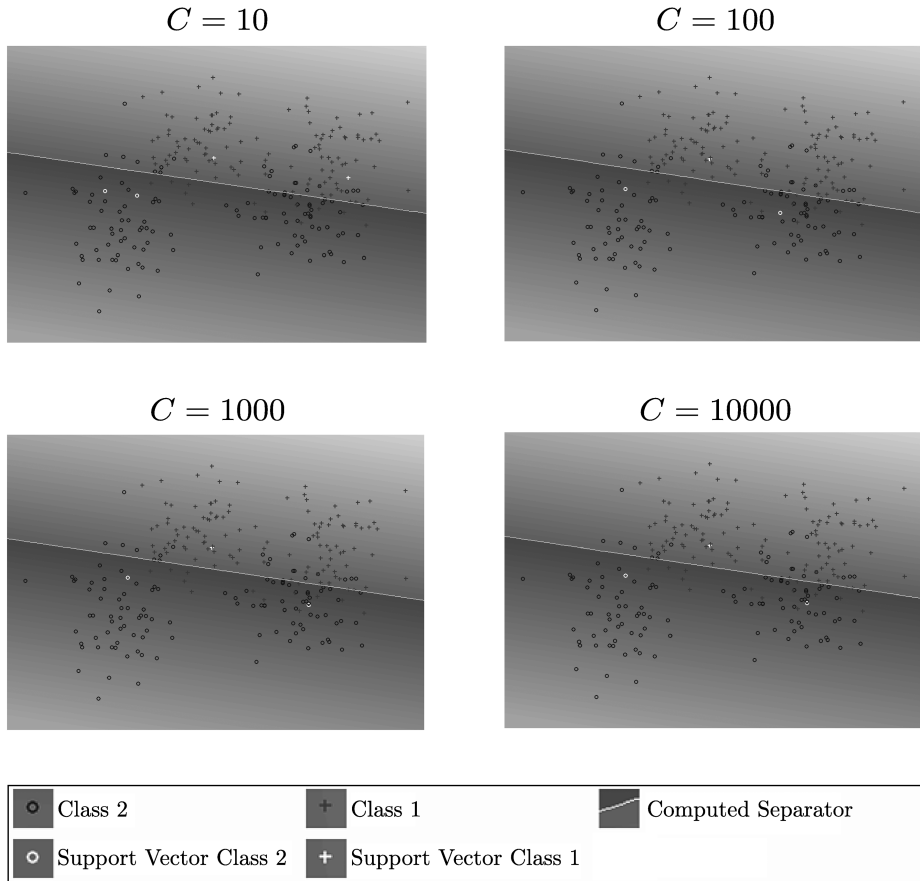 C = 10
C = 100
C = 1000
C = 10000
Class 2
Class 1
Computed Separator
Support Vector Class 2
Support Vector Class 1